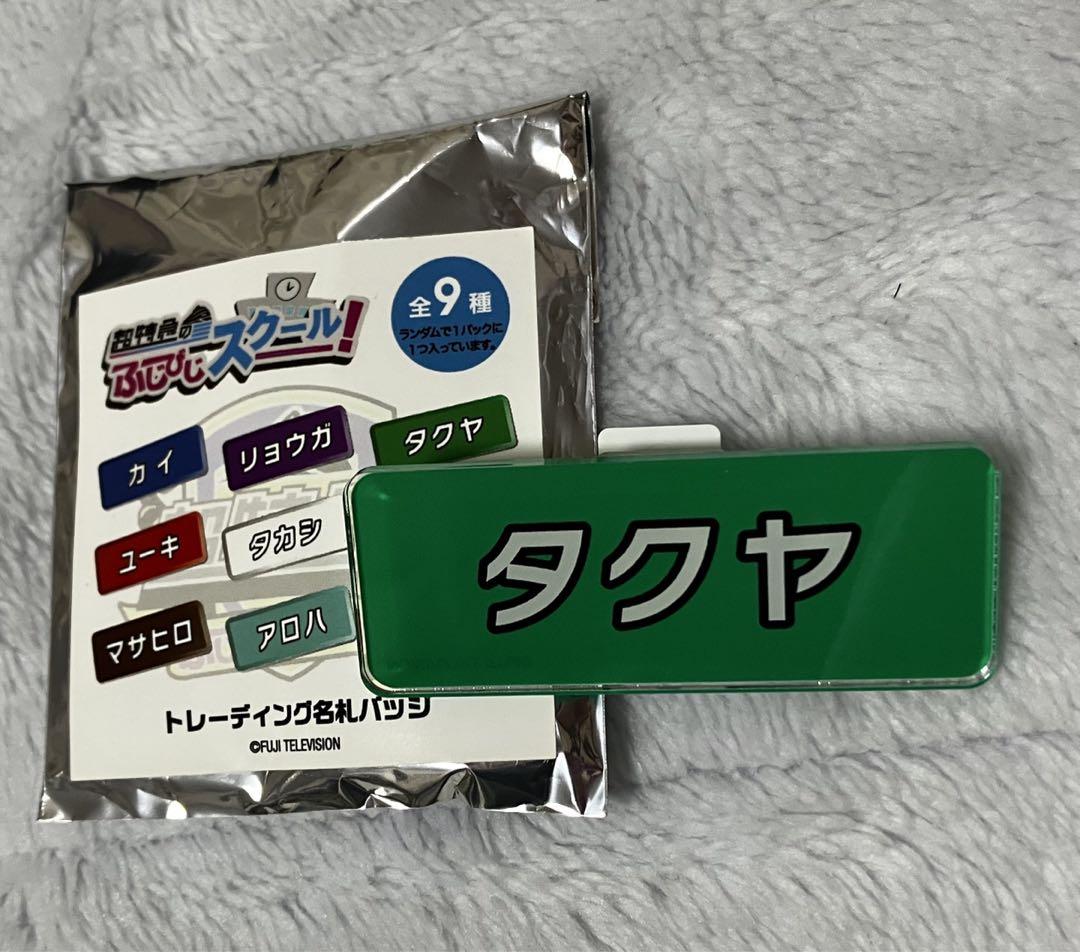 超特急の
ふじびじスクール!
全9種
ランダムで1パックに
1つ入っています。
カイ
リョウガ
タクヤ
ユーキ
タカシ
マサヒロ
アロハ
トレーディング名札バッジ
©FUJI TELEVISION
タクヤ